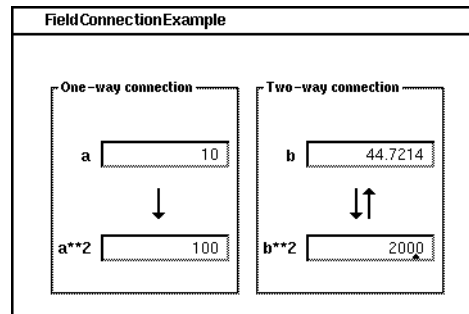 FieldConnectionExample
One-way connection
a 10
a**2 100
Two-way connection
b 44.7214
b**2 2000